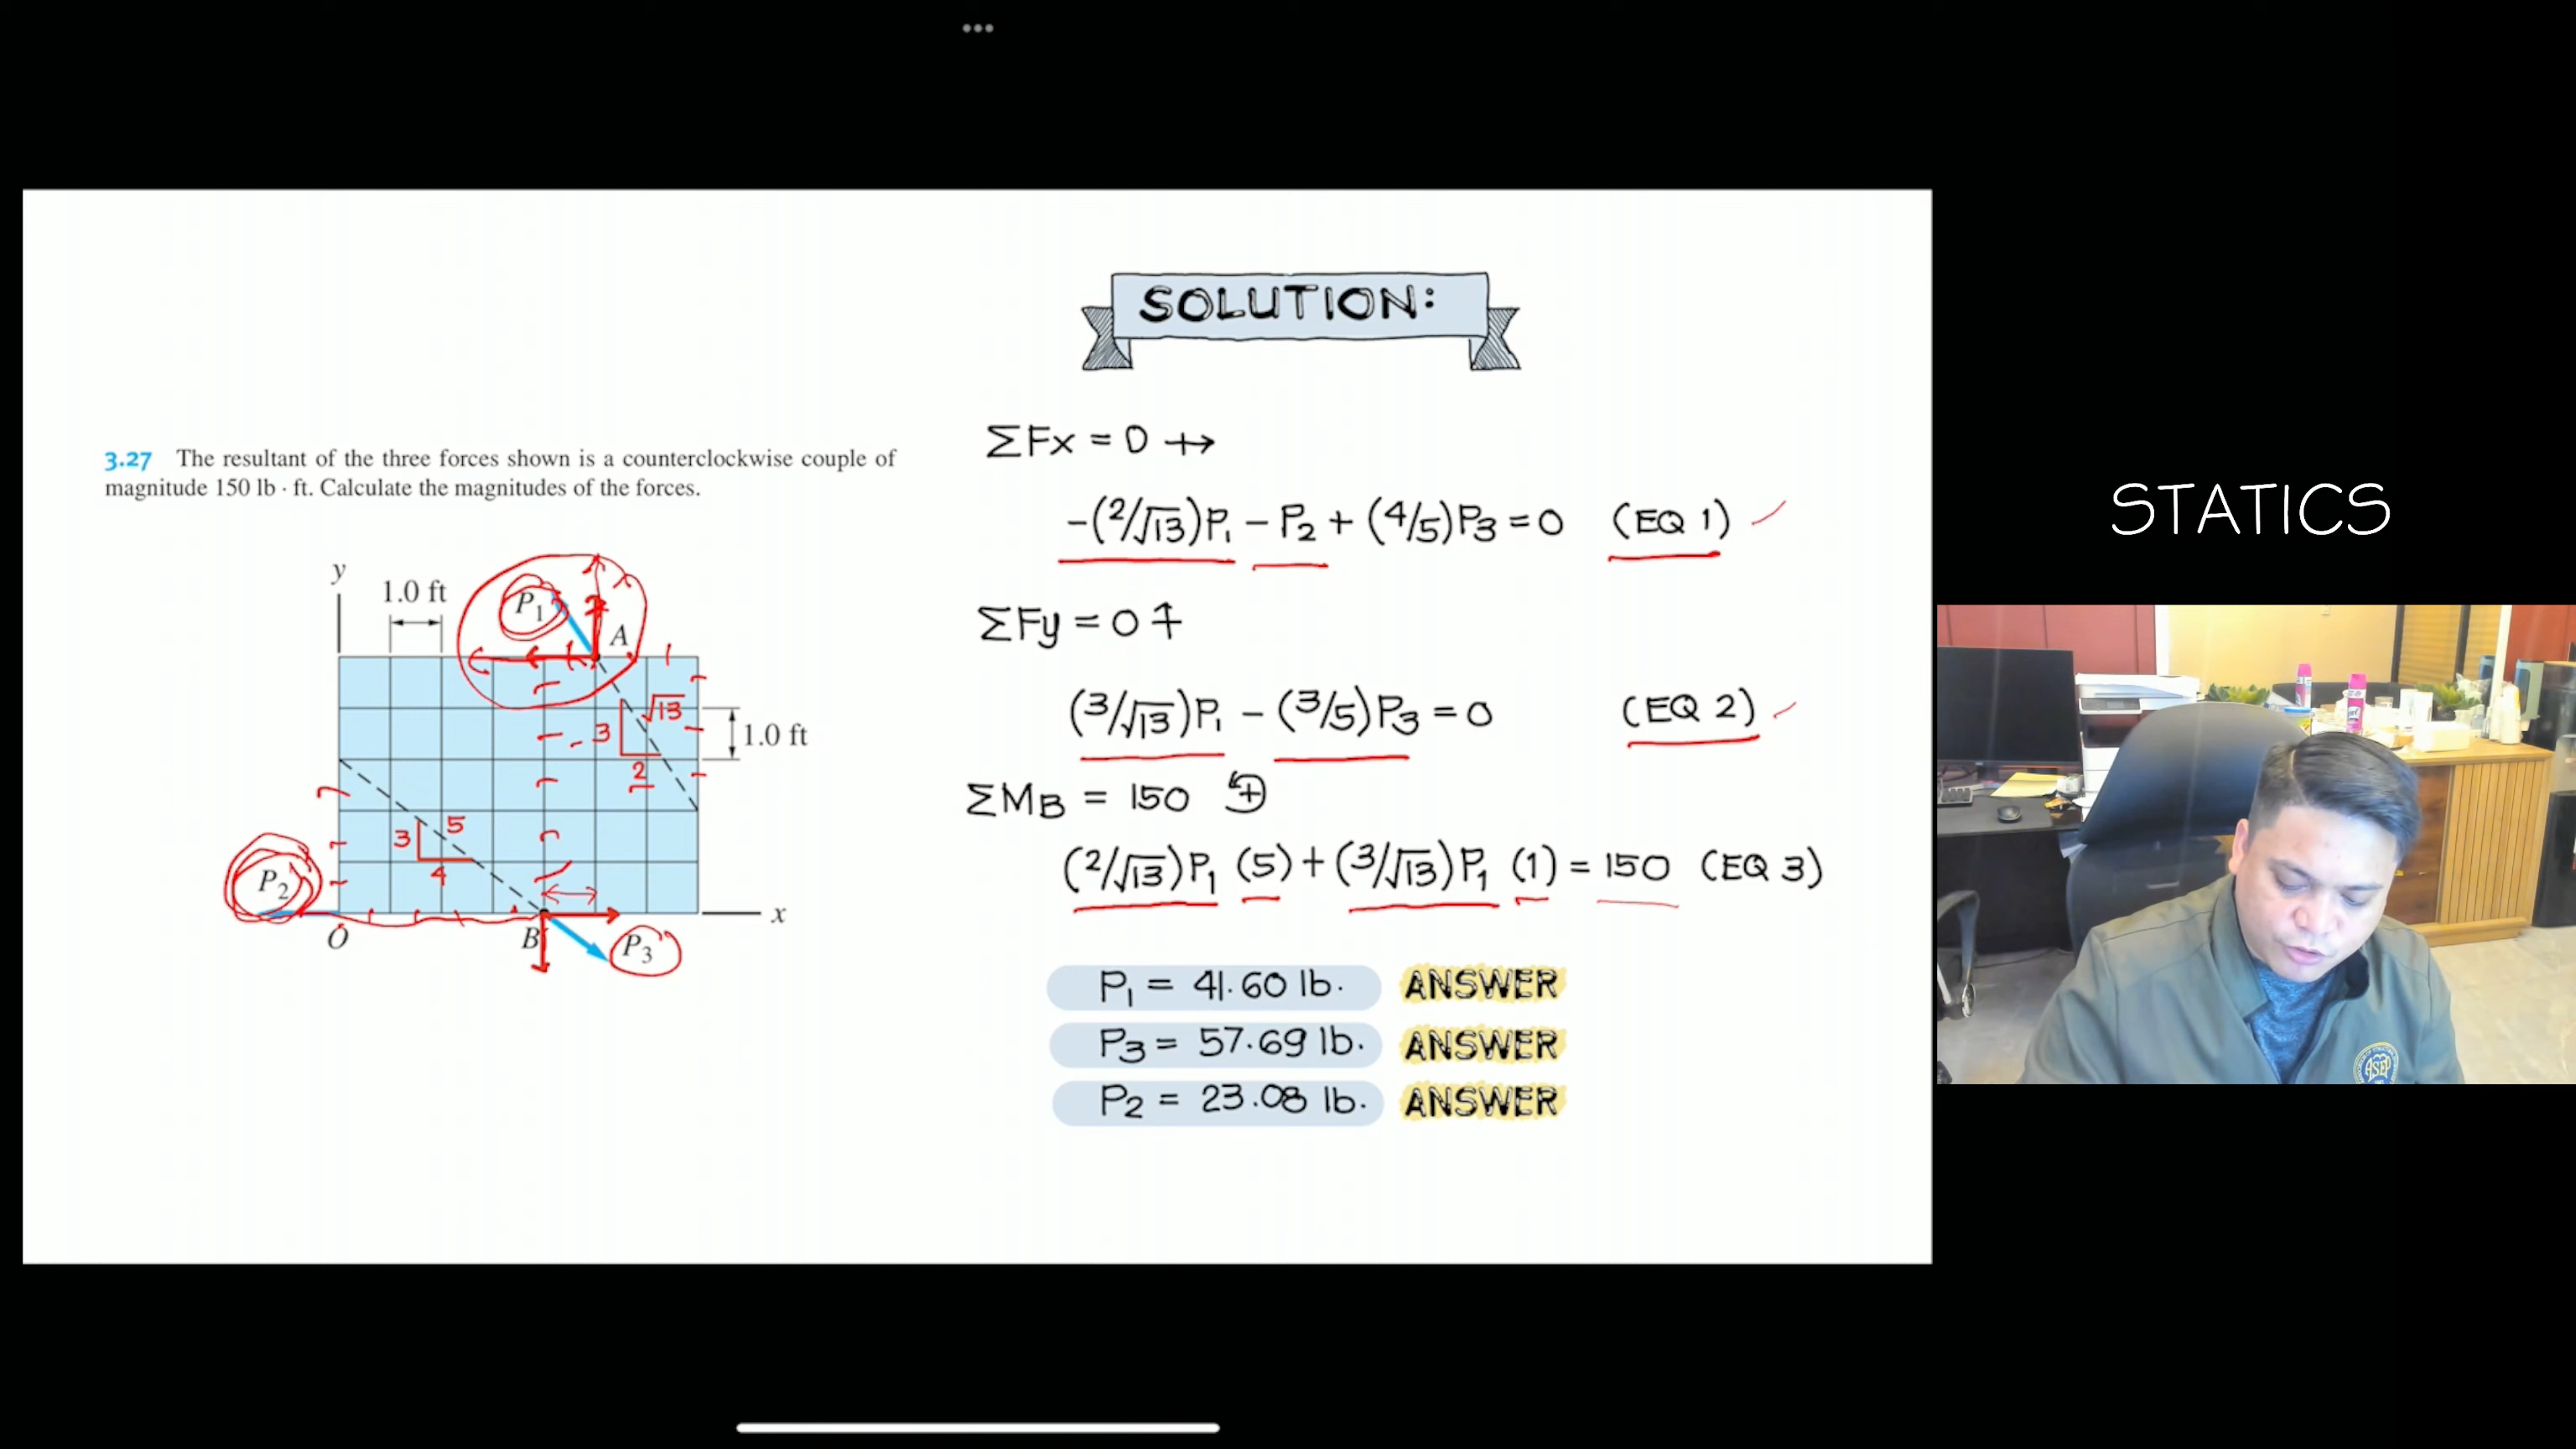 SOLUTION:
ΣFx = 0 →+
-(2/√13)P₁ - P₂ + (4/5)P₃ = 0 (EQ 1)
3.27 The resultant of the three forces shown is a counterclockwise couple of
magnitude 150 lb · ft. Calculate the magnitudes of the forces.
STATICS
y
1.0 ft
P₁
A
ΣFy = 0 ↑+
(3/√13)P₁ - (3/5)P₃ = 0 (EQ 2)
√13
3
2
1.0 ft
ΣMB = 150 ↺+
(2/√13)P₁ (5) + (3/√13)P₁ (1) = 150 (EQ 3)
3
5
4
P₂
O
B
P₃
x
P₁ = 41.60 lb. ANSWER
P₃ = 57.69 lb. ANSWER
P₂ = 23.08 lb. ANSWER
ASEP